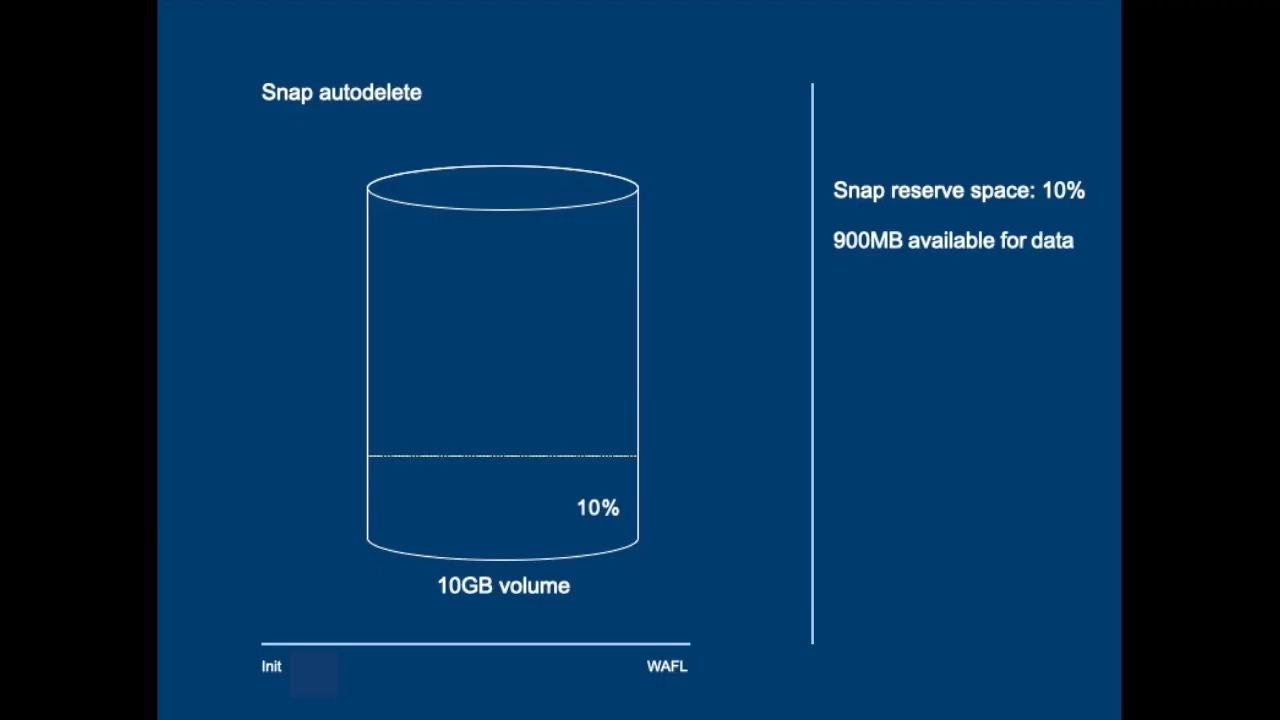 Snap autodelete
Snap reserve space: 10%
900MB available for data
10%
10GB volume
Init
WAFL